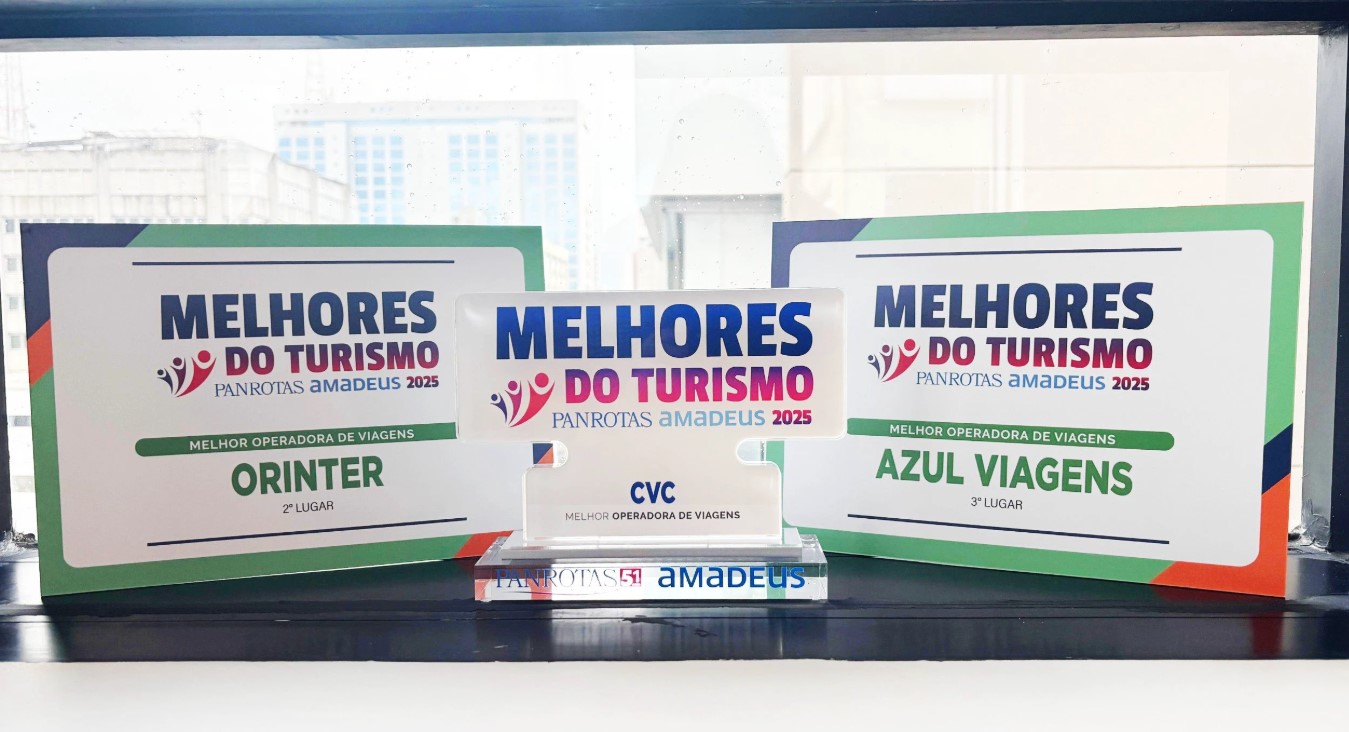 MELHORES
DO TURISMO
PANROTAS amadeus 2025
MELHOR OPERADORA DE VIAGENS
ORINTER
2º LUGAR
MELHORES
DO TURISMO
PANROTAS amadeus 2025
CVC
MELHOR OPERADORA DE VIAGENS
PANROTAS 51 amadeus
MELHORES
DO TURISMO
PANROTAS amadeus 2025
MELHOR OPERADORA DE VIAGENS
AZUL VIAGENS
3º LUGAR